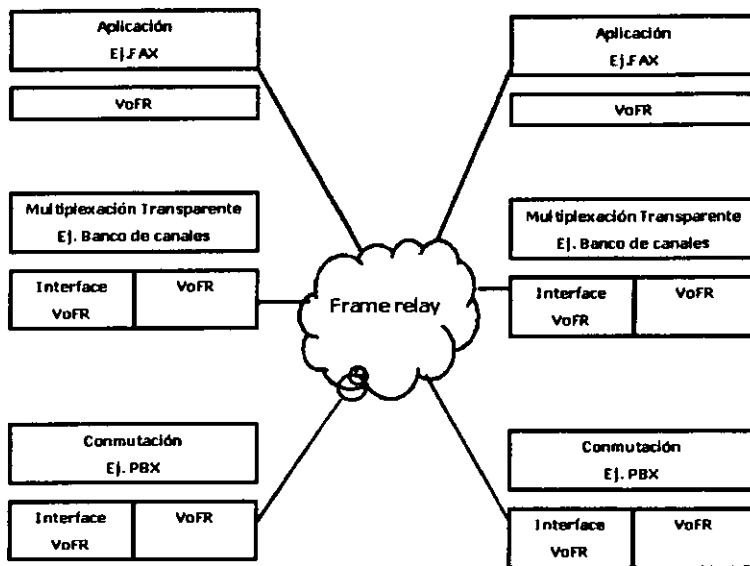 Aplicación
Ej.FAX
VoFR
Multiplexación Transparente
Ej. Banco de canales
Interface
VoFR
VoFR
Conmutación
Ej. PBX
Interface
VoFR
VoFR
Frame relay
Aplicación
Ej.FAX
VoFR
Multiplexación Transparente
Ej. Banco de canales
Interface
VoFR
VoFR
Conmutación
Ej. PBX
Interface
VoFR
VoFR